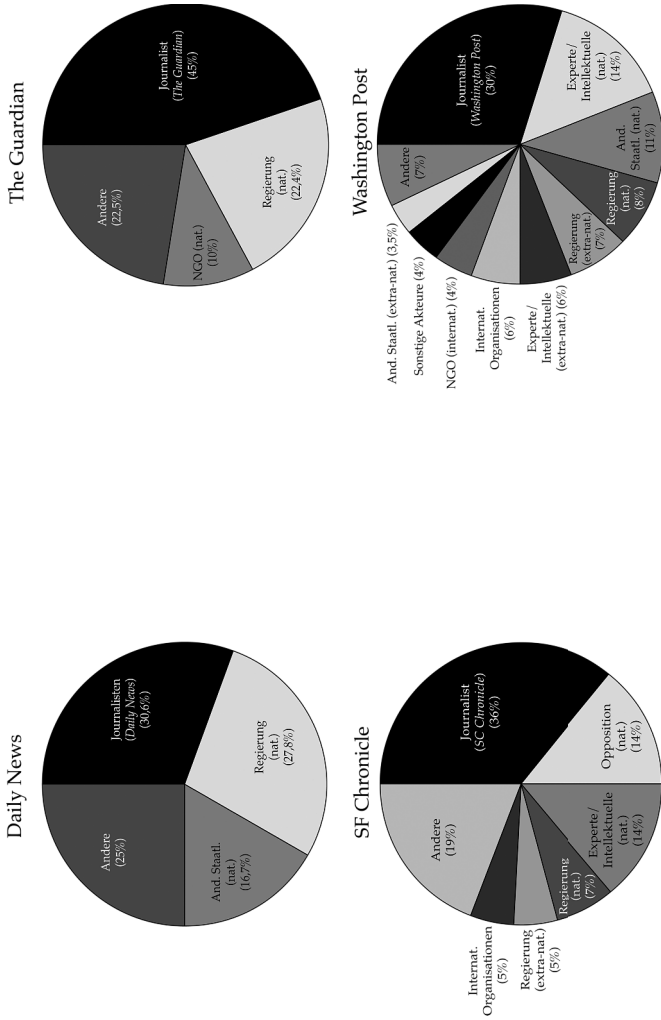 Daily News
Journalisten
(Daily News)
(30,6%)
Regierung
(nat.)
(27,8%)
And. Staatl.
(nat.)
(16,7%)
Andere
(25%)
The Guardian
Journalist
(The Guardian)
(45%)
Regierung
(nat.)
(22,4%)
NGO (nat.)
(10%)
Andere
(22,5%)
SF Chronicle
Journalist
(SC Chronicle)
(36%)
Opposition
(nat.)
(14%)
Experte/
Intellektuelle
(nat.)
(14%)
Regierung
(nat.)
(7%)
Regierung
(extra-nat.)
(5%)
Internat.
Organisationen
(5%)
Andere
(19%)
Washington Post
Journalist
(Washington Post)
(30%)
Experte/
Intellektuelle
(nat.)
(14%)
And.
Staatl. (nat.)
(11%)
Regierung
(nat.)
(8%)
Regierung
(extra-nat.)
(7%)
Experte/
Intellektuelle
(extra-nat.) (6%)
Internat.
Organisationen
(6%)
NGO (internat.) (4%)
Sonstige Akteure (4%)
And. Staatl. (extra-nat.) (3,5%)
Andere
(7%)